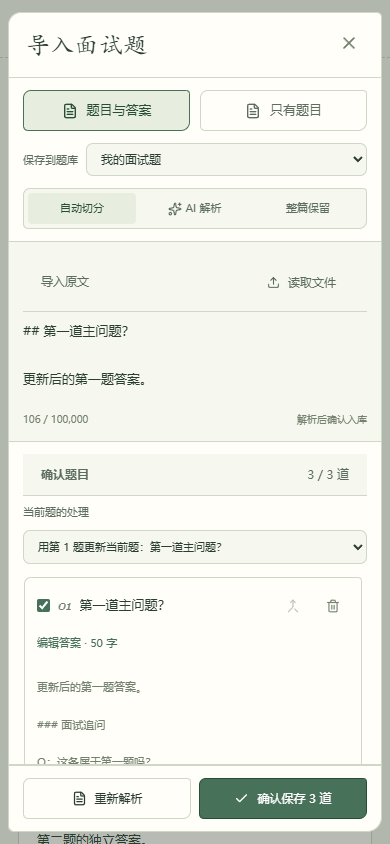 导入面试题
题目与答案
只有题目
保存到题库
我的面试题
自动切分
AI 解析
整篇保留
导入原文
读取文件
## 第一道主问题?
更新后的第一题答案。
106 / 100,000
解析后确认入库
确认题目
3 / 3 道
当前题的处理
用第 1 题更新当前题：第一道主问题?
01 第一道主问题?
编辑答案 · 50 字
更新后的第一题答案。
### 面试追问
Q：这条属于第一题吗?
重新解析
确认保存 3 道
第二题的独立答案。